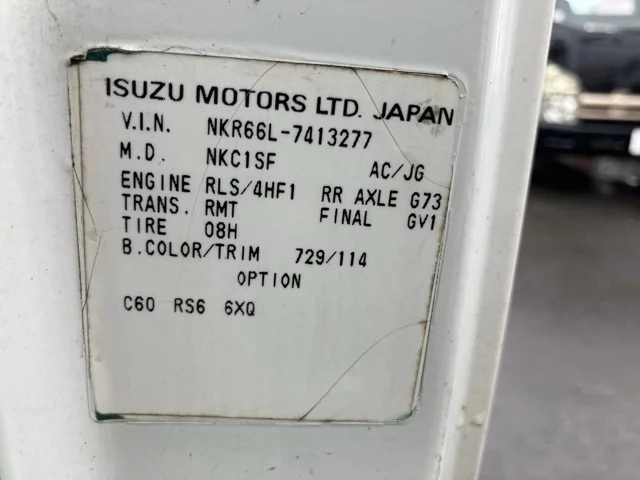 ISUZU MOTORS LTD. JAPAN
V.I.N. NKR66L-7413277
M.D. NKC1SF AC/JG
ENGINE RLS/4HF1 RR AXLE G73
TRANS. RMT FINAL GV1
TIRE 08H
B.COLOR/TRIM 729/114
OPTION
C60 RS6 6XQ